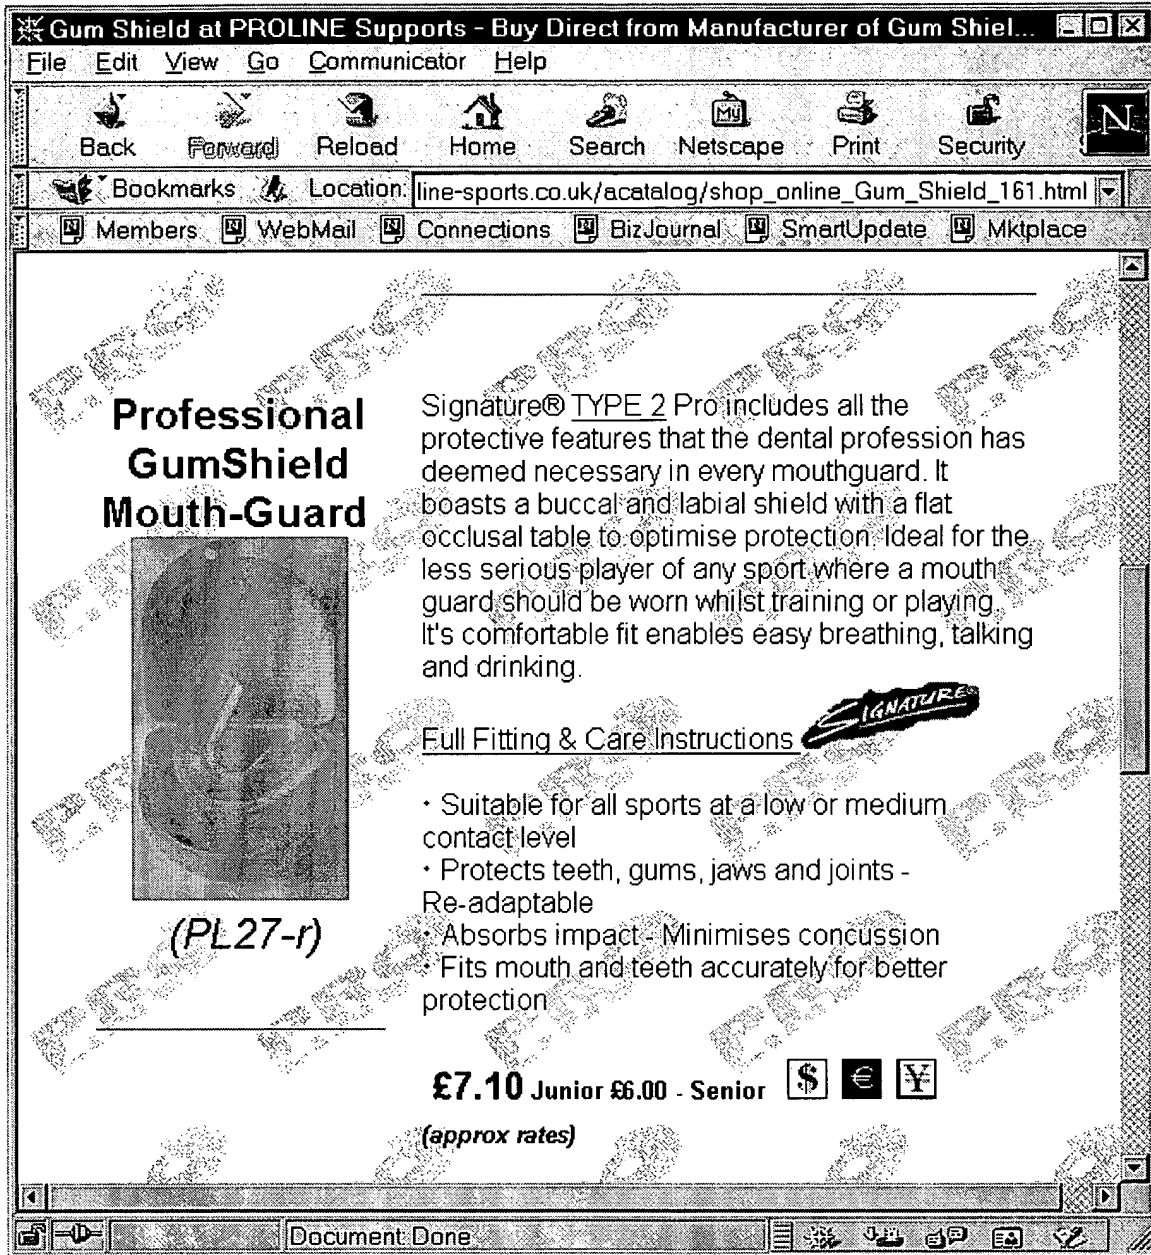 Gum Shield at PROLINE Supports - Buy Direct from Manufacturer of Gum Shiel...
File Edit View Go Communicator Help
Back Forward Reload Home Search Netscape Print Security
My
N
Bookmarks Location: line-sports.co.uk/acatalog/shop_online_Gum_Shield_161.html
Members WebMail Connections BizJournal SmartUpdate Mktplace
Professional
GumShield
Mouth-Guard
(PL27-r)
Signature® TYPE 2 Pro includes all the
protective features that the dental profession has
deemed necessary in every mouthguard. It
boasts a buccal and labial shield with a flat
occlusal table to optimise protection. Ideal for the
less serious player of any sport where a mouth
guard should be worn whilst training or playing.
It's comfortable fit enables easy breathing, talking
and drinking.
Full Fitting & Care Instructions SIGNATURE®
· Suitable for all sports at a low or medium
contact level
· Protects teeth, gums, jaws and joints -
Re-adaptable
· Absorbs impact - Minimises concussion
· Fits mouth and teeth accurately for better
protection
£7.10 Junior £6.00 - Senior $ € ¥
(approx rates)
Document: Done